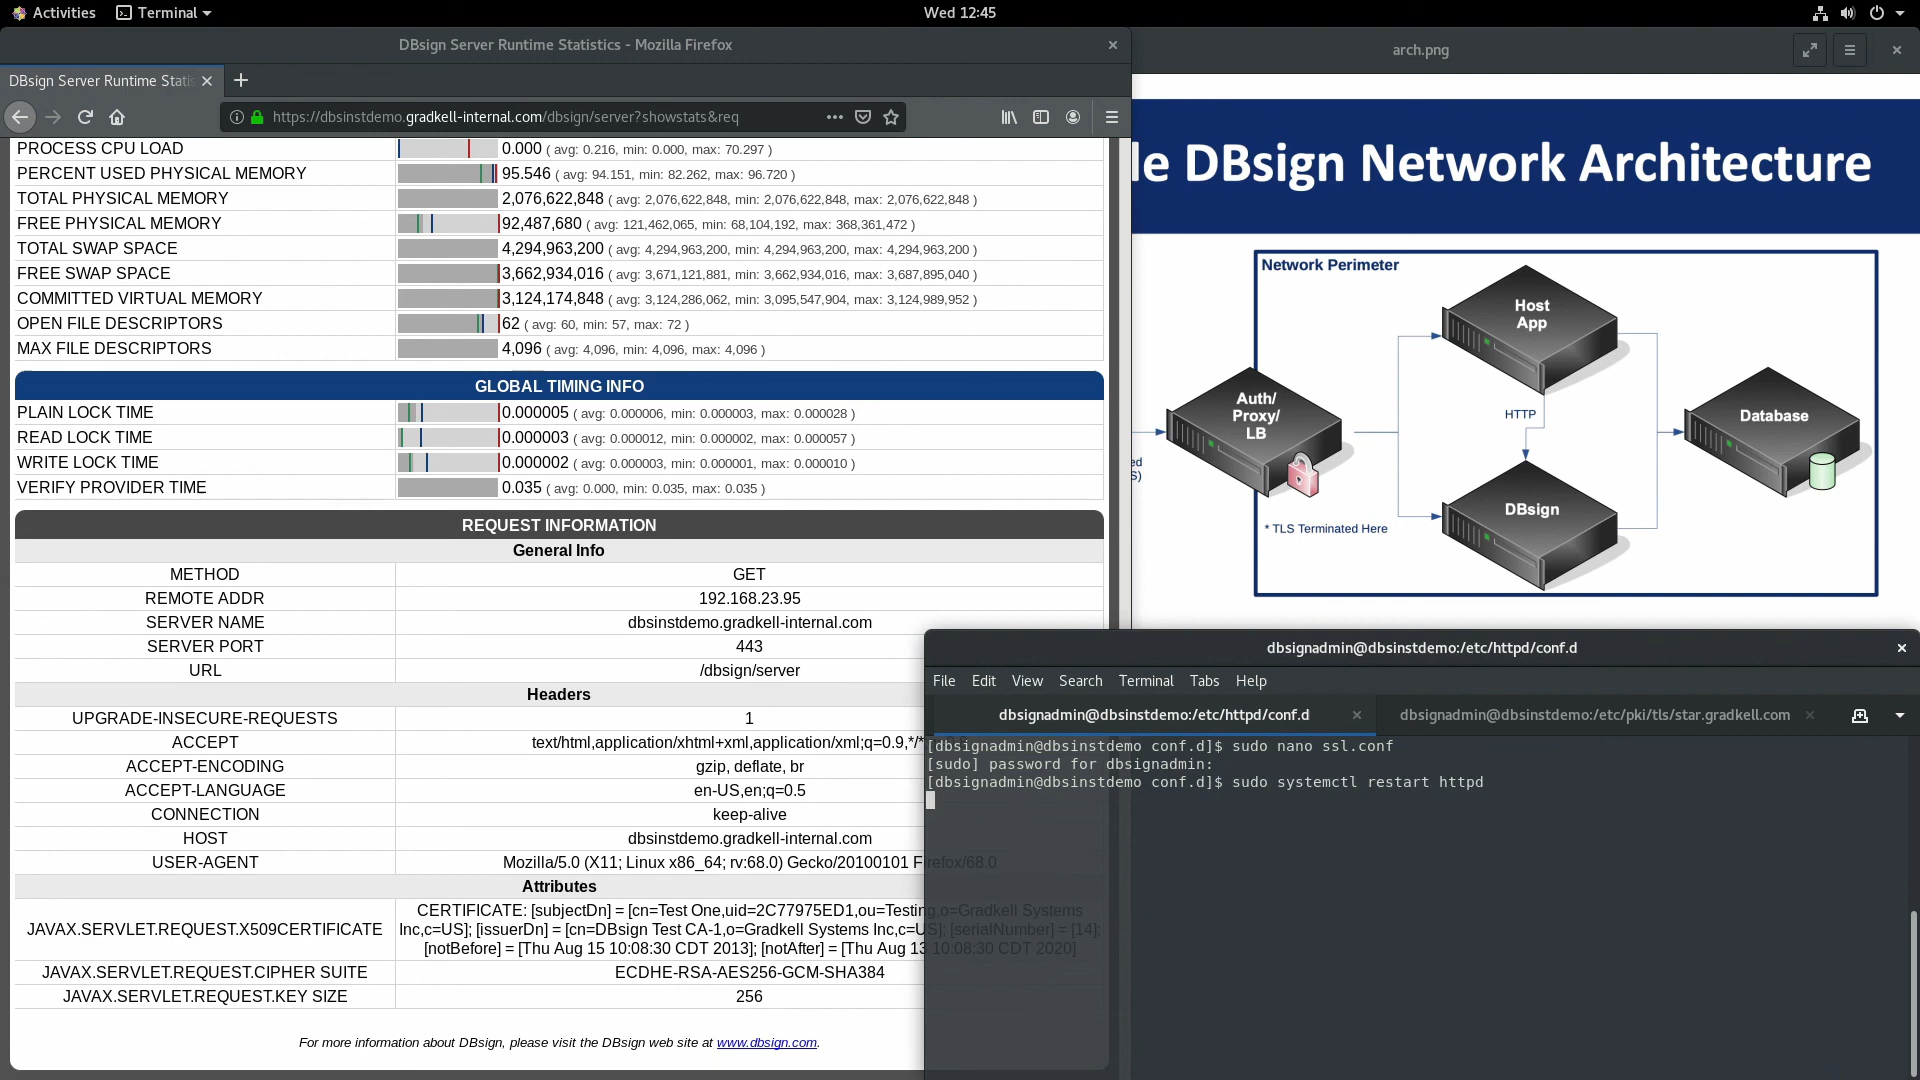 Activities
Terminal
Wed 12:45
DBsign Server Runtime Statistics - Mozilla Firefox
DBsign Server Runtime Statis
https://dbsinstdemo.gradkell-internal.com/dbsign/server?showstats&req
PROCESS CPU LOAD 0.000 ( avg: 0.216, min: 0.000, max: 70.297 )
PERCENT USED PHYSICAL MEMORY 95.546 ( avg: 94.151, min: 82.262, max: 96.720 )
TOTAL PHYSICAL MEMORY 2,076,622,848 ( avg: 2,076,622,848, min: 2,076,622,848, max: 2,076,622,848 )
FREE PHYSICAL MEMORY 92,487,680 ( avg: 121,462,065, min: 68,104,192, max: 368,361,472 )
TOTAL SWAP SPACE 4,294,963,200 ( avg: 4,294,963,200, min: 4,294,963,200, max: 4,294,963,200 )
FREE SWAP SPACE 3,662,934,016 ( avg: 3,671,121,881, min: 3,662,934,016, max: 3,687,895,040 )
COMMITTED VIRTUAL MEMORY 3,124,174,848 ( avg: 3,124,286,062, min: 3,095,547,904, max: 3,124,989,952 )
OPEN FILE DESCRIPTORS 62 ( avg: 60, min: 57, max: 72 )
MAX FILE DESCRIPTORS 4,096 ( avg: 4,096, min: 4,096, max: 4,096 )
GLOBAL TIMING INFO
PLAIN LOCK TIME 0.000005 ( avg: 0.000006, min: 0.000003, max: 0.000028 )
READ LOCK TIME 0.000003 ( avg: 0.000012, min: 0.000002, max: 0.000057 )
WRITE LOCK TIME 0.000002 ( avg: 0.000003, min: 0.000001, max: 0.000010 )
VERIFY PROVIDER TIME 0.035 ( avg: 0.000, min: 0.035, max: 0.035 )
REQUEST INFORMATION
General Info
METHOD GET
REMOTE ADDR 192.168.23.95
SERVER NAME dbsinstdemo.gradkell-internal.com
SERVER PORT 443
URL /dbsign/server
Headers
UPGRADE-INSECURE-REQUESTS 1
ACCEPT text/html,application/xhtml+xml,application/xml;q=0.9,*/*
ACCEPT-ENCODING gzip, deflate, br
ACCEPT-LANGUAGE en-US,en;q=0.5
CONNECTION keep-alive
HOST dbsinstdemo.gradkell-internal.com
USER-AGENT Mozilla/5.0 (X11; Linux x86_64; rv:68.0) Gecko/20100101 Firefox/68.0
Attributes
CERTIFICATE: [subjectDn] = [cn=Test One,uid=2C77975ED1,ou=Testing,o=Gradkell Systems
JAVAX.SERVLET.REQUEST.X509CERTIFICATE Inc,c=US]; [issuerDn] = [cn=DBsign Test CA-1,o=Gradkell Systems Inc,c=US]; [serialNumber] = [14];
[notBefore] = [Thu Aug 15 10:08:30 CDT 2013]; [notAfter] = [Thu Aug 13 10:08:30 CDT 2020]
JAVAX.SERVLET.REQUEST.CIPHER SUITE ECDHE-RSA-AES256-GCM-SHA384
JAVAX.SERVLET.REQUEST.KEY SIZE 256
For more information about DBsign, please visit the DBsign web site at www.dbsign.com.
arch.png
le DBsign Network Architecture
Network Perimeter
Host
App
Auth/
Proxy/
LB
HTTP
Database
ed
S)
DBsign
* TLS Terminated Here
dbsignadmin@dbsinstdemo:/etc/httpd/conf.d
File Edit View Search Terminal Tabs Help
dbsignadmin@dbsinstdemo:/etc/httpd/conf.d
dbsignadmin@dbsinstdemo:/etc/pki/tls/star.gradkell.com
[dbsignadmin@dbsinstdemo conf.d]$ sudo nano ssl.conf
[sudo] password for dbsignadmin:
[dbsignadmin@dbsinstdemo conf.d]$ sudo systemctl restart httpd